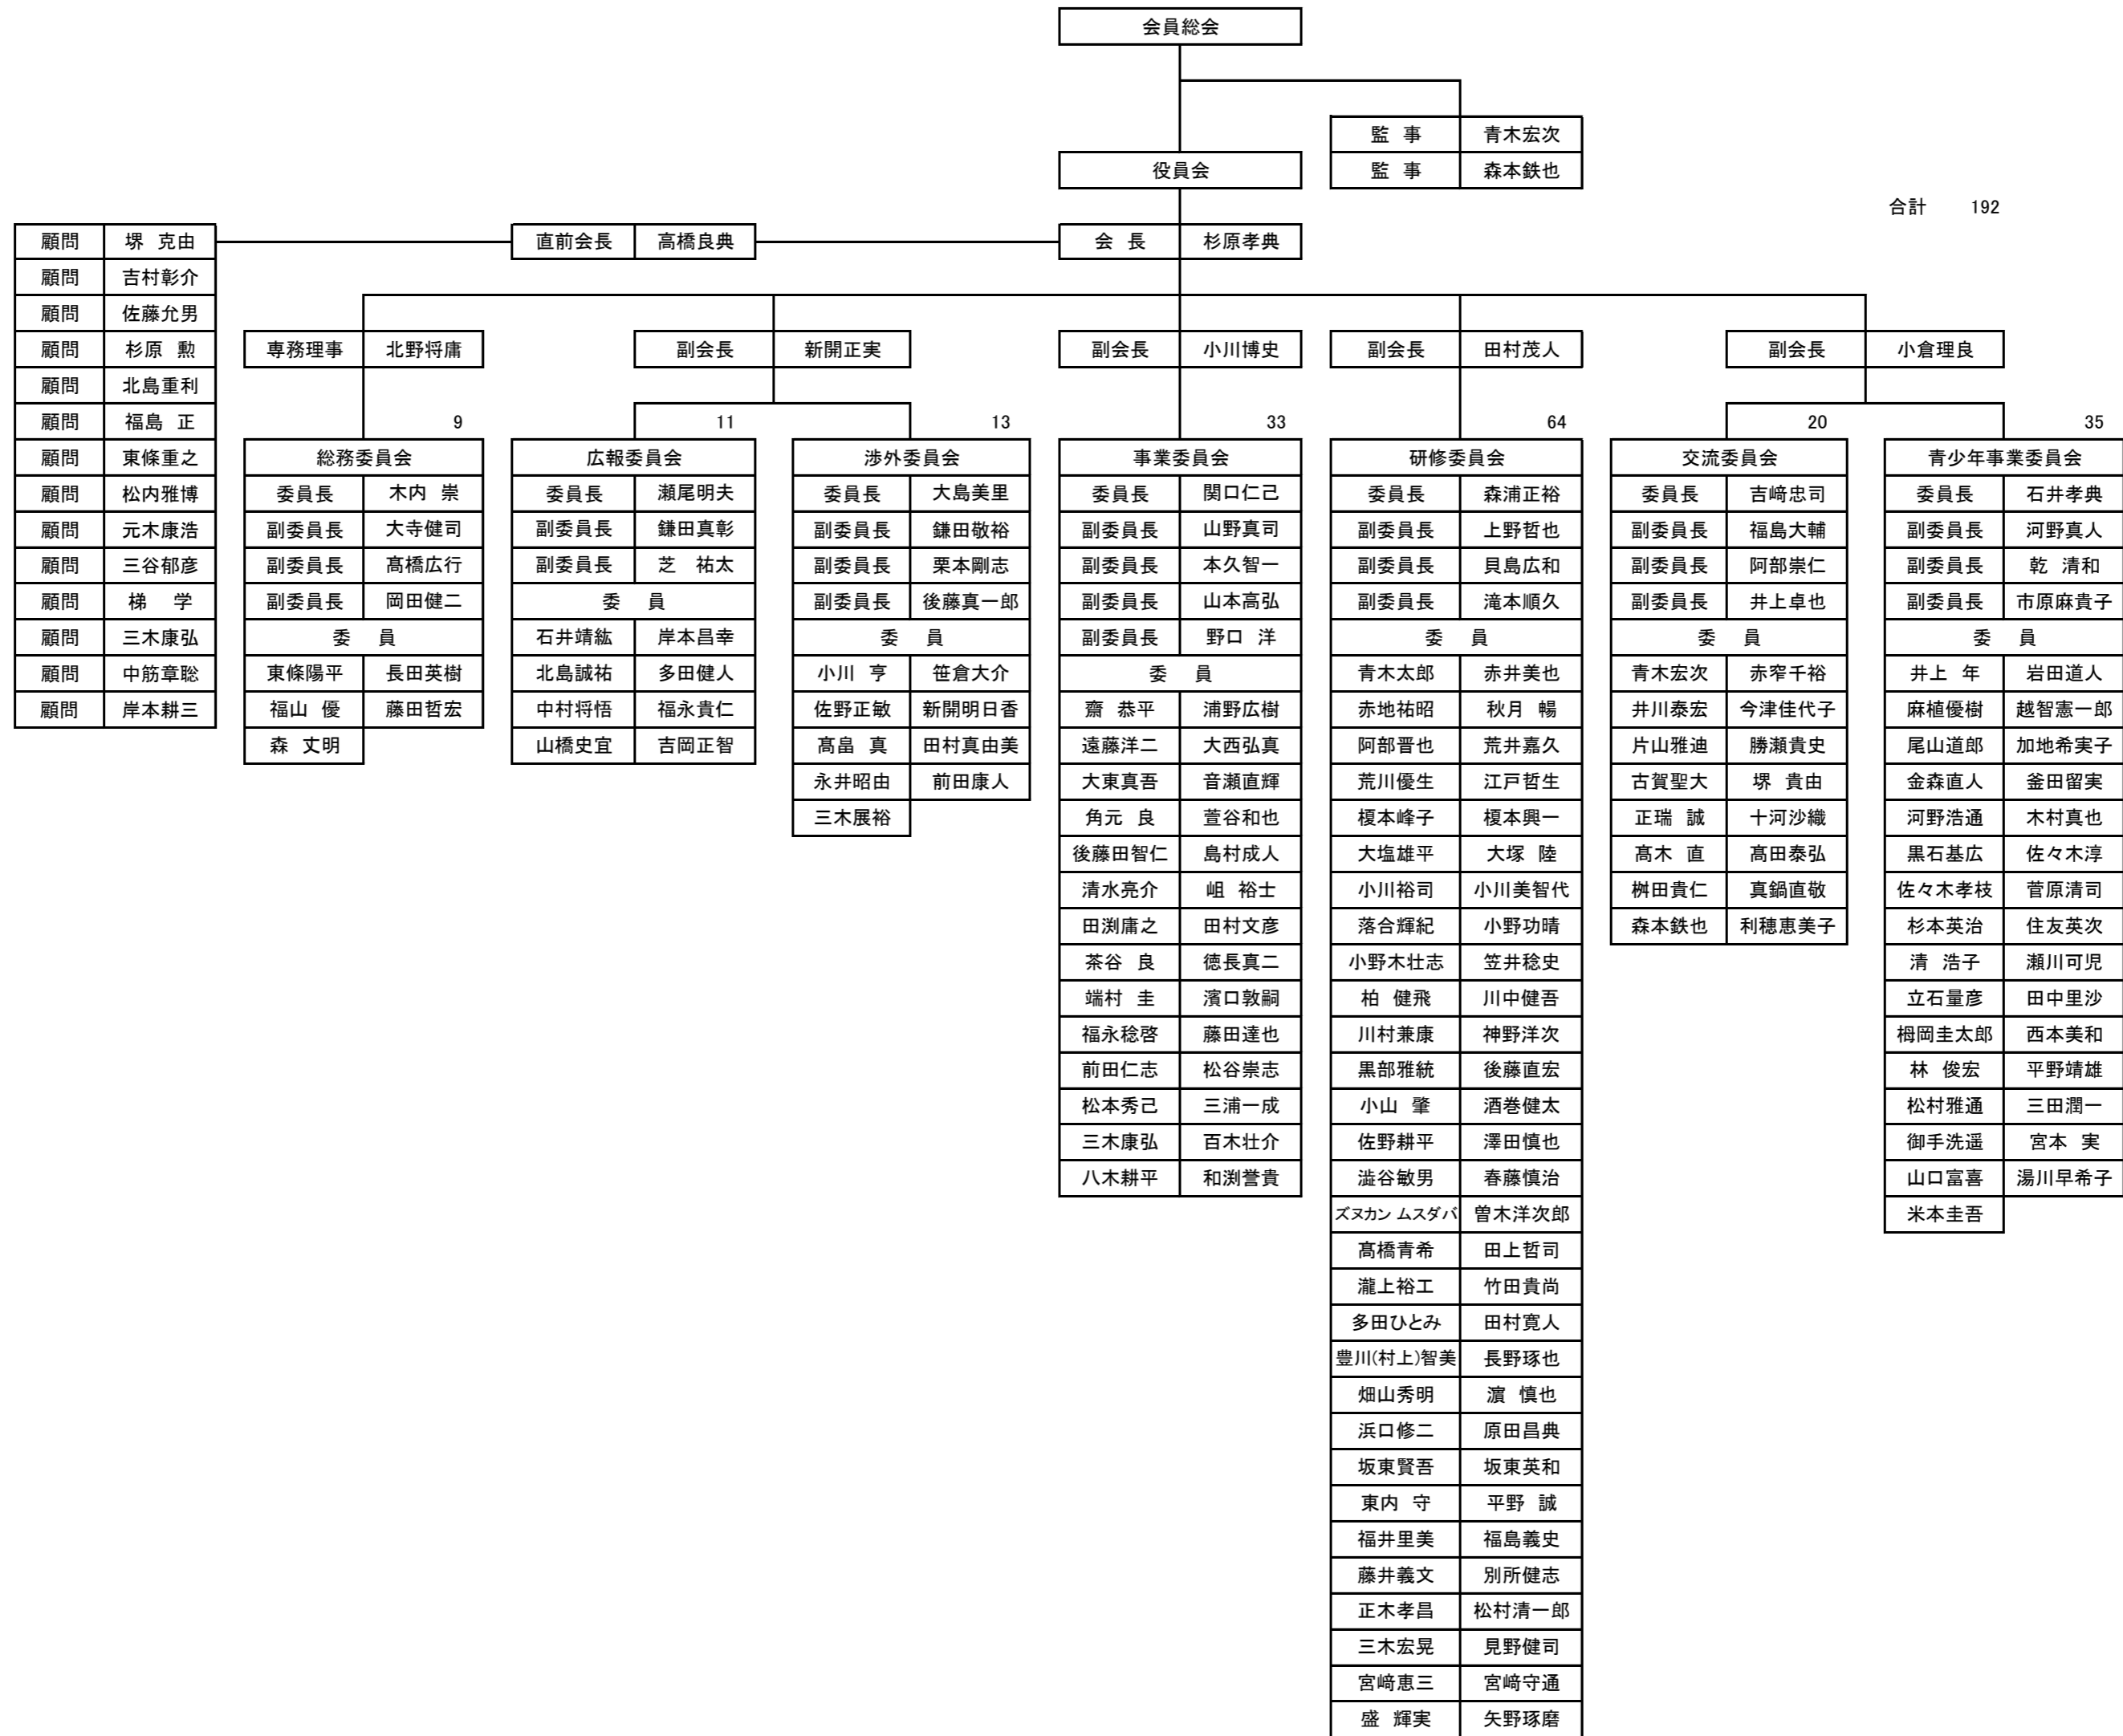 会員総会
監　事 青木宏次
役員会 監　事 森本鉄也
合計 192
顧問 堺　克由 直前会長 高橋良典 会　長 杉原孝典
顧問 吉村彰介
顧問 佐藤允男
顧問 杉原　勲 専務理事 北野将庸 副会長 新開正実 副会長 小川博史 副会長 田村茂人 副会長 小倉理良
顧問 北島重利
顧問 福島　正 9 11 13 33 64 20 35
顧問 東條重之 総務委員会 広報委員会 渉外委員会 事業委員会 研修委員会 交流委員会 青少年事業委員会
顧問 松内雅博 委員長 木内　崇 委員長 瀬尾明夫 委員長 大島美里 委員長 関口仁己 委員長 森浦正裕 委員長 吉﨑忠司 委員長 石井孝典
顧問 元木康浩 副委員長 大寺健司 副委員長 鎌田真彰 副委員長 鎌田敬裕 副委員長 山野真司 副委員長 上野哲也 副委員長 福島大輔 副委員長 河野真人
顧問 三谷郁彦 副委員長 髙橋広行 副委員長 芝　祐太 副委員長 栗本剛志 副委員長 本久智一 副委員長 貝島広和 副委員長 阿部崇仁 副委員長 乾　清和
顧問 梯　学 副委員長 岡田健二 委　員 副委員長 後藤真一郎 副委員長 山本高弘 副委員長 滝本順久 副委員長 井上卓也 副委員長 市原麻貴子
顧問 三木康弘 委　員 石井靖紘 岸本昌幸 委　員 副委員長 野口　洋 委　員 委　員 委　員
顧問 中筋章聡 東條陽平 長田英樹 北島誠祐 多田健人 小川　亨 笹倉大介 委　員 青木太郎 赤井美也 青木宏次 赤窄千裕 井上　年 岩田道人
顧問 岸本耕三 福山　優 藤田哲宏 中村将悟 福永貴仁 佐野正敏 新開明日香 齋　恭平 浦野広樹 赤地祐昭 秋月　暢 井川泰宏 今津佳代子 麻植優樹 越智憲一郎
森　丈明 山橋史宜 吉岡正智 髙畠　真 田村真由美 遠藤洋二 大西弘真 阿部晋也 荒井嘉久 片山雅迪 勝瀬貴史 尾山道郎 加地希実子
永井昭由 前田康人 大東真吾 音瀬直輝 荒川優生 江戸哲生 古賀聖大 堺　貴由 金森直人 釜田留実
三木展裕 角元　良 萱谷和也 榎本峰子 榎本興一 正瑞　誠 十河沙織 河野浩通 木村真也
後藤田智仁 島村成人 大塩雄平 大塚　陸 髙木　直 髙田泰弘 黒石基広 佐々木淳
清水亮介 岨　裕士 小川裕司 小川美智代 桝田貴仁 真鍋直敬 佐々木孝枝 菅原清司
田渕庸之 田村文彦 落合輝紀 小野功晴 森本鉄也 利穂恵美子 杉本英治 住友英次
茶谷　良 徳長真二 小野木壮志 笠井稔史 清　浩子 瀬川可児
端村　圭 濱口敦嗣 柏　健飛 川中健吾 立石量彦 田中里沙
福永稔啓 藤田達也 川村兼康 神野洋次 栂岡圭太郎 西本美和
前田仁志 松谷崇志 黒部雅統 後藤直宏 林　俊宏 平野靖雄
松本秀己 三浦一成 小山　肇 酒巻健太 松村雅通 三田潤一
三木康弘 百木壮介 佐野耕平 澤田慎也 御手洗遥 宮本　実
八木耕平 和渕誉貴 澁谷敏男 春藤慎治 山口富喜 湯川早希子
ズヌカン ムスダバ 曽木洋次郎 米本圭吾
髙橋青希 田上哲司
瀧上裕工 竹田貴尚
多田ひとみ 田村寛人
豊川(村上)智美 長野琢也
畑山秀明 濵　慎也
浜口修二 原田昌典
坂東賢吾 坂東英和
東内　守 平野　誠
福井里美 福島義史
藤井義文 別所健志
正木孝昌 松村清一郎
三木宏晃 見野健司
宮﨑恵三 宮﨑守通
盛　輝実 矢野琢磨